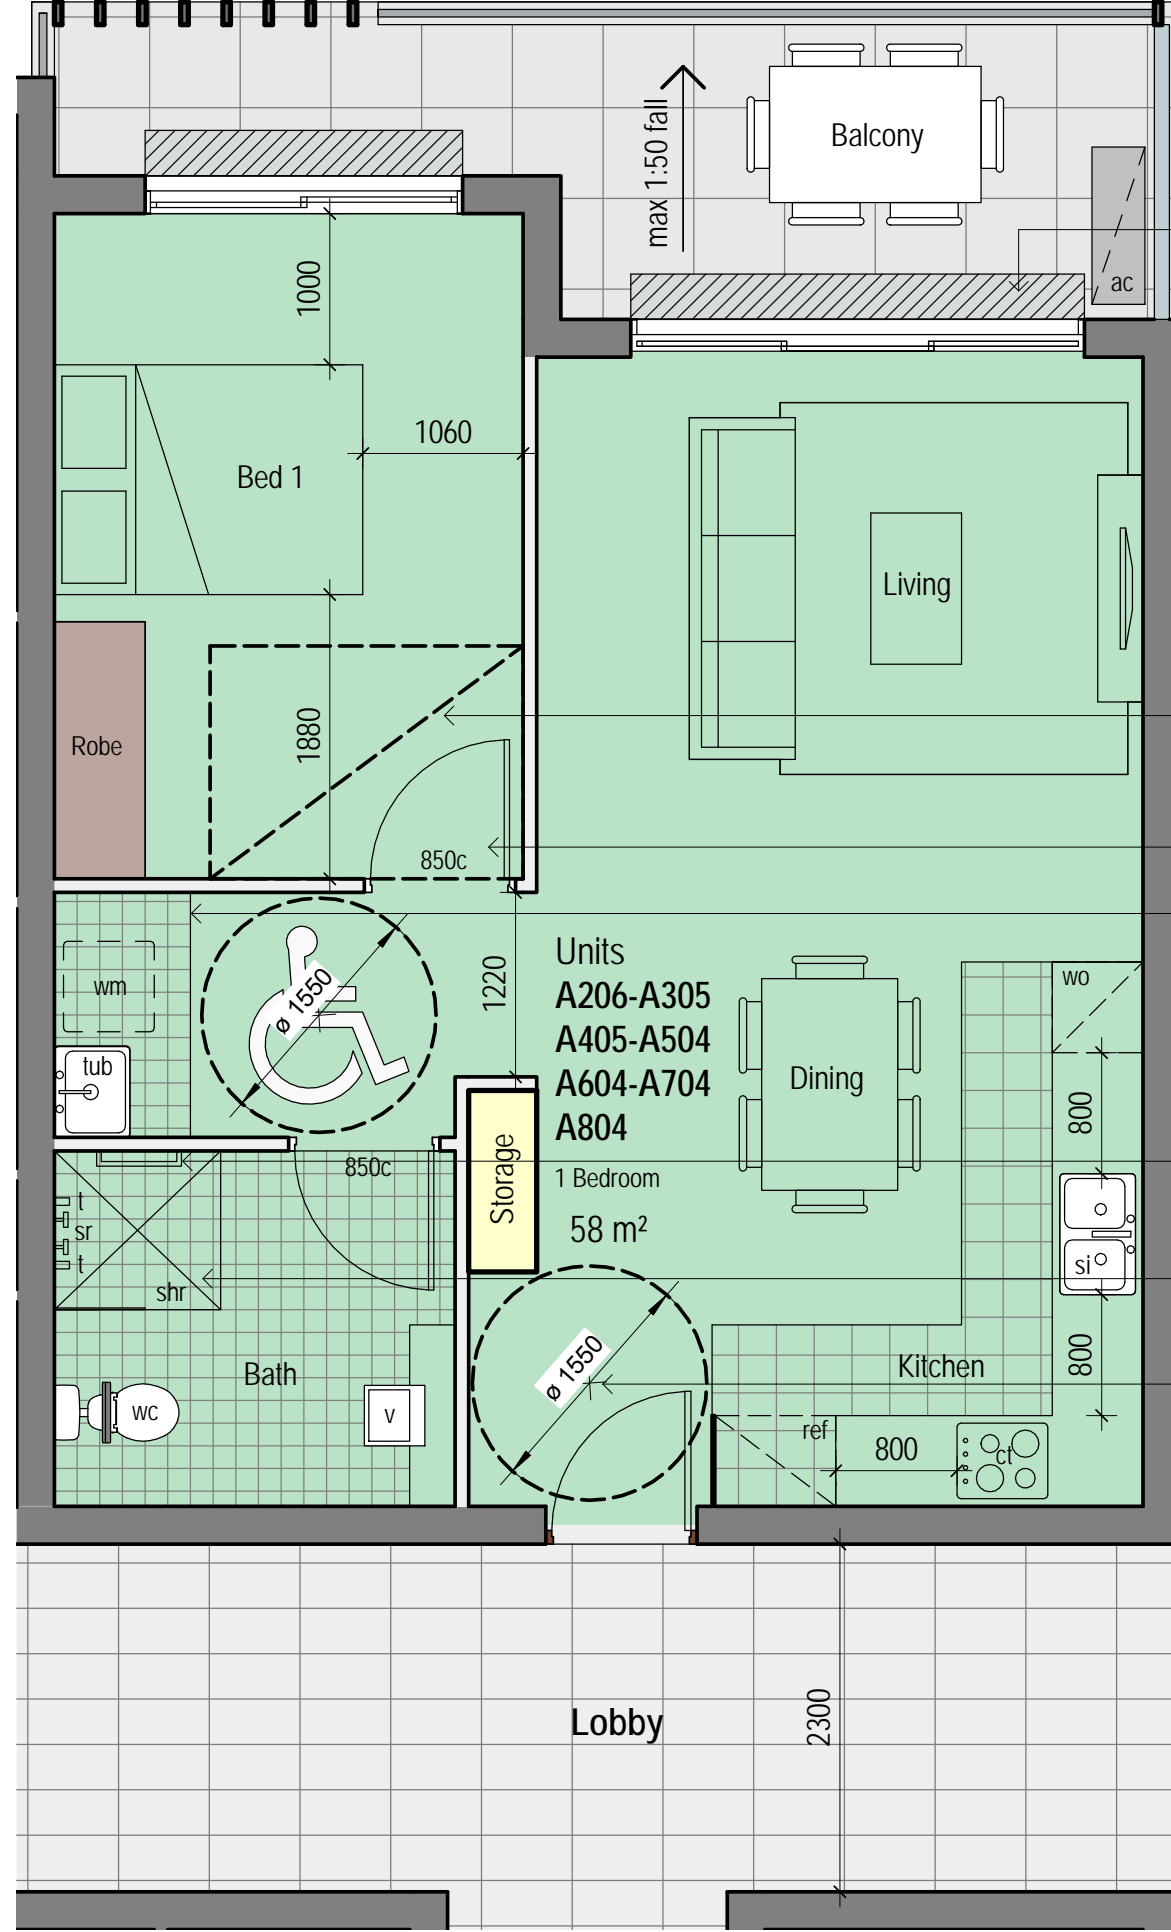 Balcony
max 1:50 fall
ac
1000
1060
Bed 1
Living
1880
Robe
850c
Units
A206-A305
A405-A504
A604-A704
A804
1 Bedroom
58 m²
wm
ø 1550
1220
wo
tub
Dining
800
Storage
850c
t
sr
t
shr
si
ø 1550
800
Bath
Kitchen
wc
v
ref
800
ct
Lobby
2300